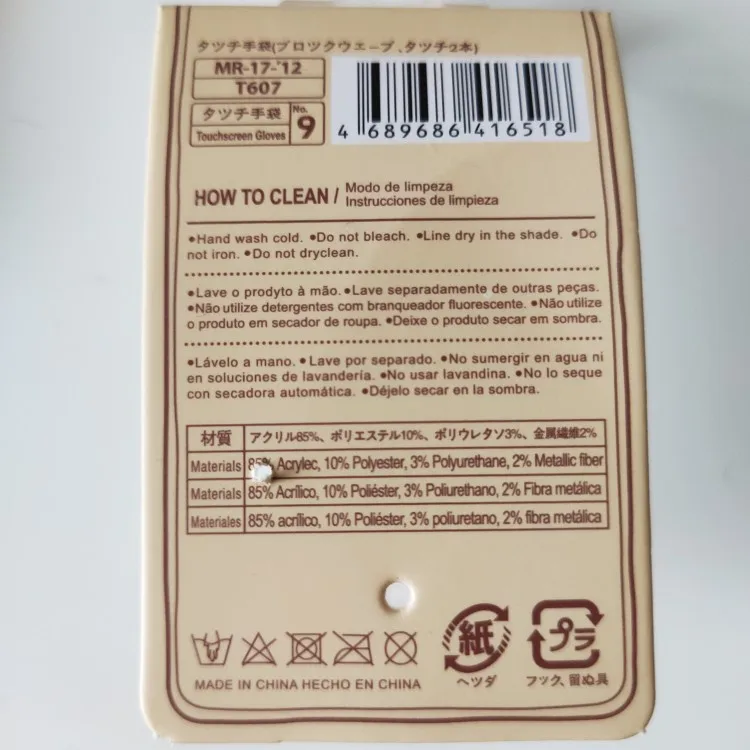 タツチ手袋(ブロツクウエーブ、タツチ2本)
MR-17-'12
T607
タツチ手袋
Touchscreen Gloves
No.
9
4 689686 416518
HOW TO CLEAN / Modo de limpeza
Instrucciones de limpieza
●Hand wash cold. ●Do not bleach. ●Line dry in the shade. ●Do
not iron. ●Do not dryclean.
●Lave o prodyto à mão. ●Lave separadamente de outras peças.
●Não utilize detergentes com branqueador fluorescente. ●Não utilize
o produto em secador de roupa. ●Deixe o produto secar em sombra.
●Lávelo a mano. ●Lave por separado. ●No sumergir en agua ni
en soluciones de lavandería. ●No usar lavandina. ●No lo seque
con secadora automática. ●Déjelo secar en la sombra.
材質 アクリル85%、ポリエステル10%、ポリウレタソ3%、金属繊維2%
Materials 85% Acrylec, 10% Polyester, 3% Polyurethane, 2% Metallic fiber
Materials 85% Acrílico, 10% Poliéster, 3% Poliurethano, 2% Fibra metálica
Materiales 85% acrílico, 10% Poliéster, 3% poliuretano, 2% fibra metálica
紙 プラ
MADE IN CHINA HECHO EN CHINA ヘツダ フック、留ぬ具